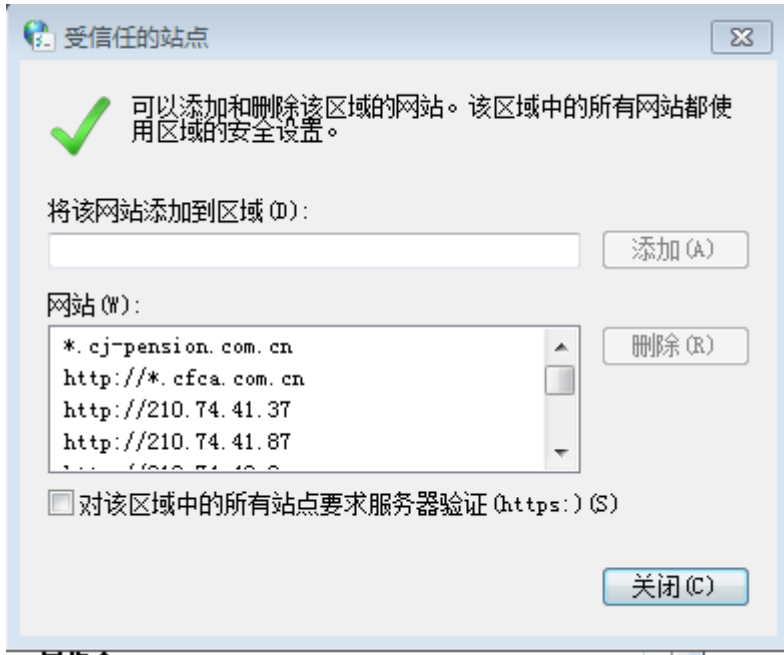 受信任的站点
可以添加和删除该区域的网站。该区域中的所有网站都使
用区域的安全设置。
将该网站添加到区域(D):
添加(A)
网站(W):
*.cj-pension.com.cn
http://*.cfca.com.cn
http://210.74.41.37
http://210.74.41.87
删除(R)
对该区域中的所有站点要求服务器验证(https:)(S)
关闭(C)